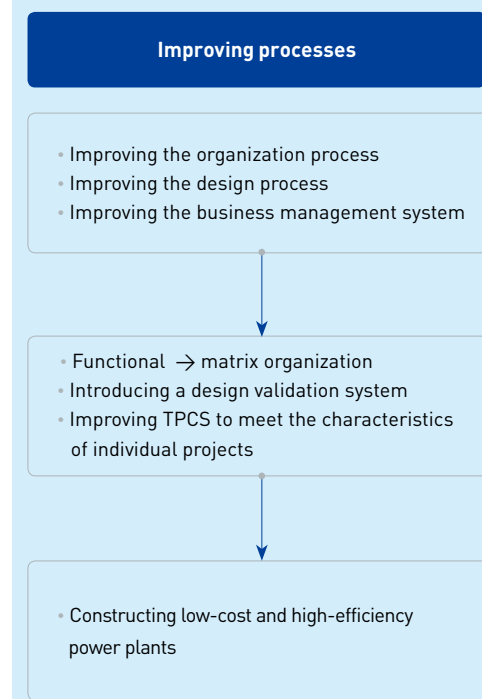 Improving processes
• Improving the organization process
• Improving the design process
• Improving the business management system
• Functional → matrix organization
• Introducing a design validation system
• Improving TPCS to meet the characteristics
of individual projects
• Constructing low-cost and high-efficiency
power plants